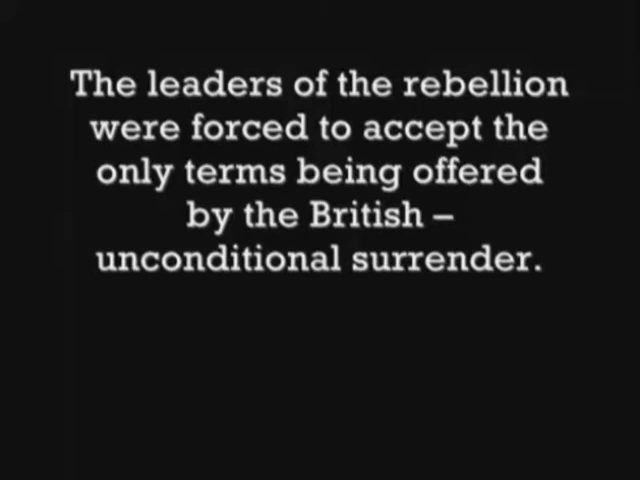 The leaders of the rebellion
were forced to accept the
only terms being offered
by the British –
unconditional surrender.